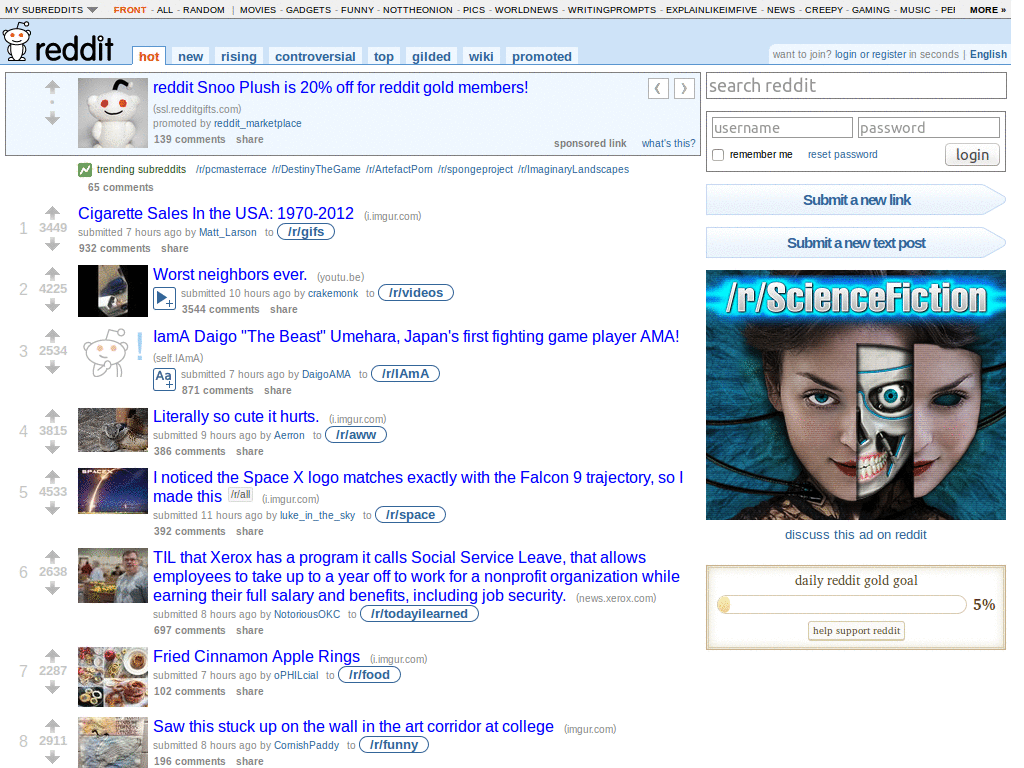 MY SUBREDDITS FRONT - ALL - RANDOM | MOVIES - GADGETS - FUNNY - NOTTHEONION - PICS - WORLDNEWS - WRITINGPROMPTS - EXPLAINLIKEIMFIVE - NEWS - CREEPY - GAMING - MUSIC - PEI MORE »
reddit hot new rising controversial top gilded wiki promoted
want to join? login or register in seconds | English
reddit Snoo Plush is 20% off for reddit gold members!
(ssl.redditgifts.com)
promoted by reddit_marketplace
139 comments share
sponsored link what's this?
trending subreddits /r/pcmasterrace /r/DestinyTheGame /r/ArtefactPorn /r/spongeproject /r/ImaginaryLandscapes
65 comments
1 3449
Cigarette Sales In the USA: 1970-2012 (i.imgur.com)
submitted 7 hours ago by Matt_Larson to /r/gifs
932 comments share
2 4225
Worst neighbors ever. (youtu.be)
submitted 10 hours ago by crakemonk to /r/videos
3544 comments share
3 2534
!
IamA Daigo "The Beast" Umehara, Japan's first fighting game player AMA!
(self.IAmA)
Aa+
submitted 7 hours ago by DaigoAMA to /r/IAmA
871 comments share
4 3815
Literally so cute it hurts. (i.imgur.com)
submitted 9 hours ago by Aerron to /r/aww
386 comments share
5 4533
SPACEX
I noticed the Space X logo matches exactly with the Falcon 9 trajectory, so I
made this /r/all (i.imgur.com)
submitted 11 hours ago by luke_in_the_sky to /r/space
392 comments share
6 2638
TIL that Xerox has a program it calls Social Service Leave, that allows
employees to take up to a year off to work for a nonprofit organization while
earning their full salary and benefits, including job security. (news.xerox.com)
submitted 8 hours ago by NotoriousOKC to /r/todayilearned
697 comments share
7 2287
Fried Cinnamon Apple Rings (i.imgur.com)
submitted 7 hours ago by oPHILcial to /r/food
102 comments share
8 2911
Saw this stuck up on the wall in the art corridor at college (imgur.com)
submitted 8 hours ago by CornishPaddy to /r/funny
196 comments share
search reddit
username password
remember me reset password login
Submit a new link
Submit a new text post
/r/ScienceFiction
discuss this ad on reddit
daily reddit gold goal
5%
help support reddit